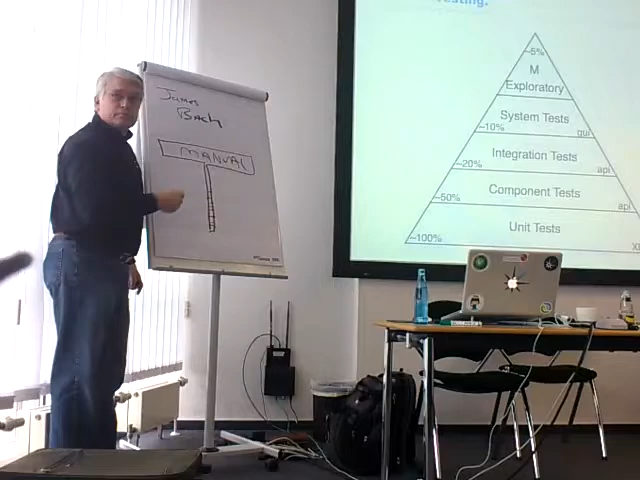 James
Bach
MANUAL
esting.
~5%
M
Exploratory
System Tests
~10%
gui
Integration Tests
~20%
api
Component Tests
~50%
api
Unit Tests
~100%